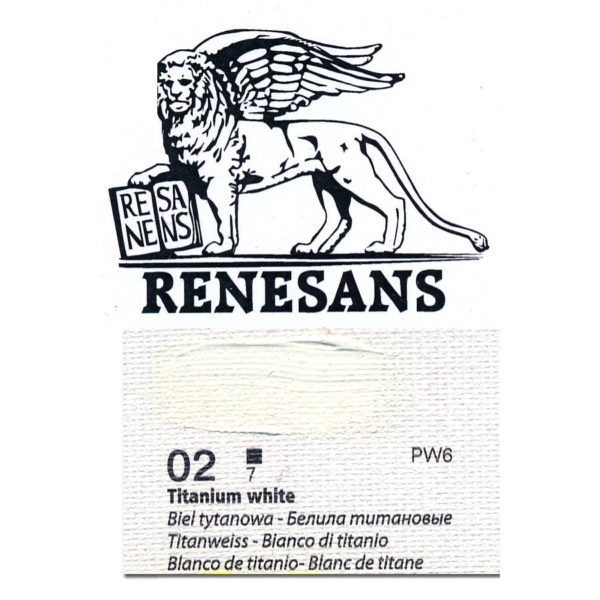 RE SA
NE NS
RENESANS
02
7
PW6
Titanium white
Biel tytanowa - Белила титановые
Titanweiss - Bianco di titanio
Blanco de titanio- Blanc de titane